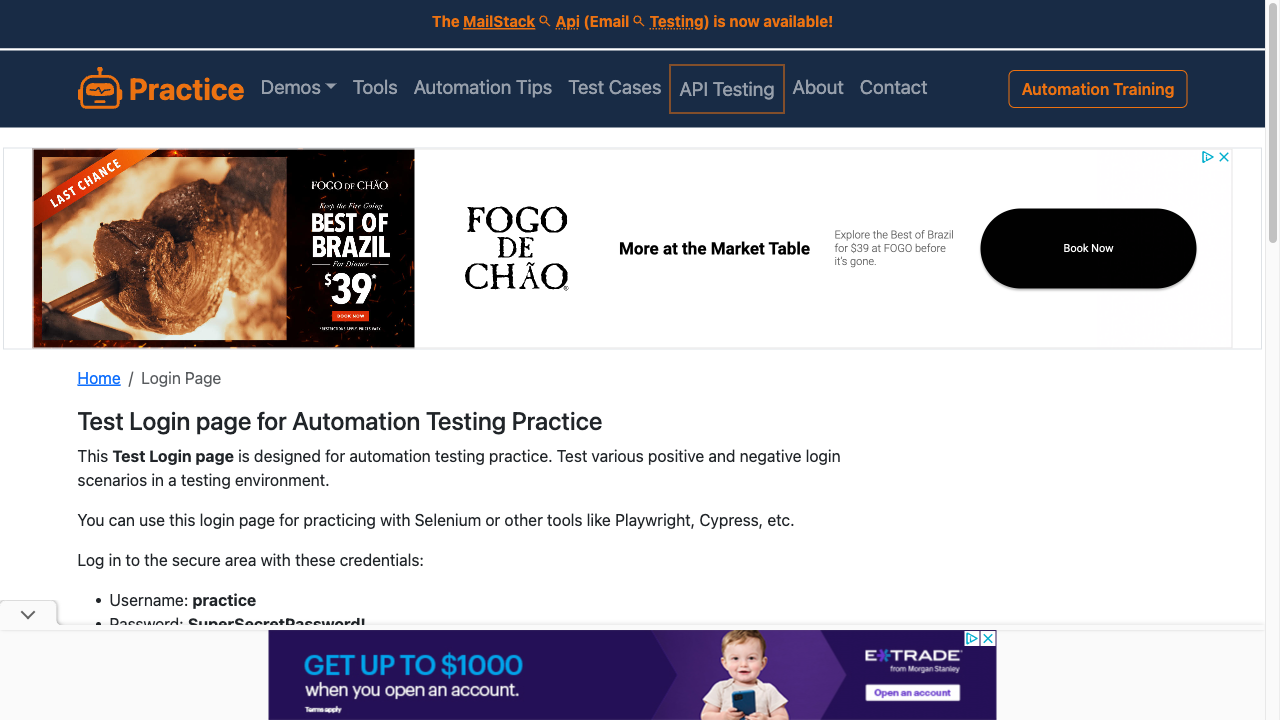 The MailStack Api (Email Testing) is now available!
Practice
Demos
Tools
Automation Tips
Test Cases
API Testing
About
Contact
Automation Training
LAST CHANCE
FOGO DE CHÃO
Keep the Fire Going
BEST OF
BRAZIL
For Dinner
$39*
BOOK NOW
*RESTRICTIONS APPLY. PRICES VARY.
FOGO
DE
CHÃO®
More at the Market Table
Explore the Best of Brazil
for $39 at FOGO before
it's gone.
Book Now
Home / Login Page
Test Login page for Automation Testing Practice
This Test Login page is designed for automation testing practice. Test various positive and negative login
scenarios in a testing environment.
You can use this login page for practicing with Selenium or other tools like Playwright, Cypress, etc.
Log in to the secure area with these credentials:
• Username: practice
• Password: SuperSecretPassword!
GET UP TO $1000
when you open an account.
Terms apply
E*TRADE
from Morgan Stanley
Open an account